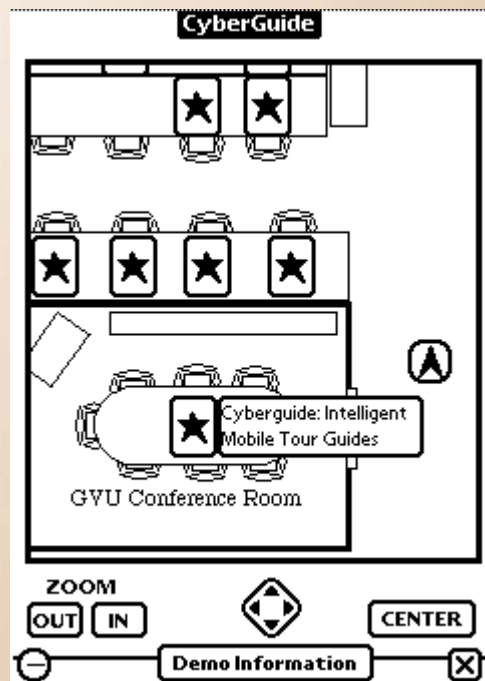 CyberGuide
Cyberguide: Intelligent
Mobile Tour Guides
GVU Conference Room
ZOOM
OUT IN
CENTER
Demo Information